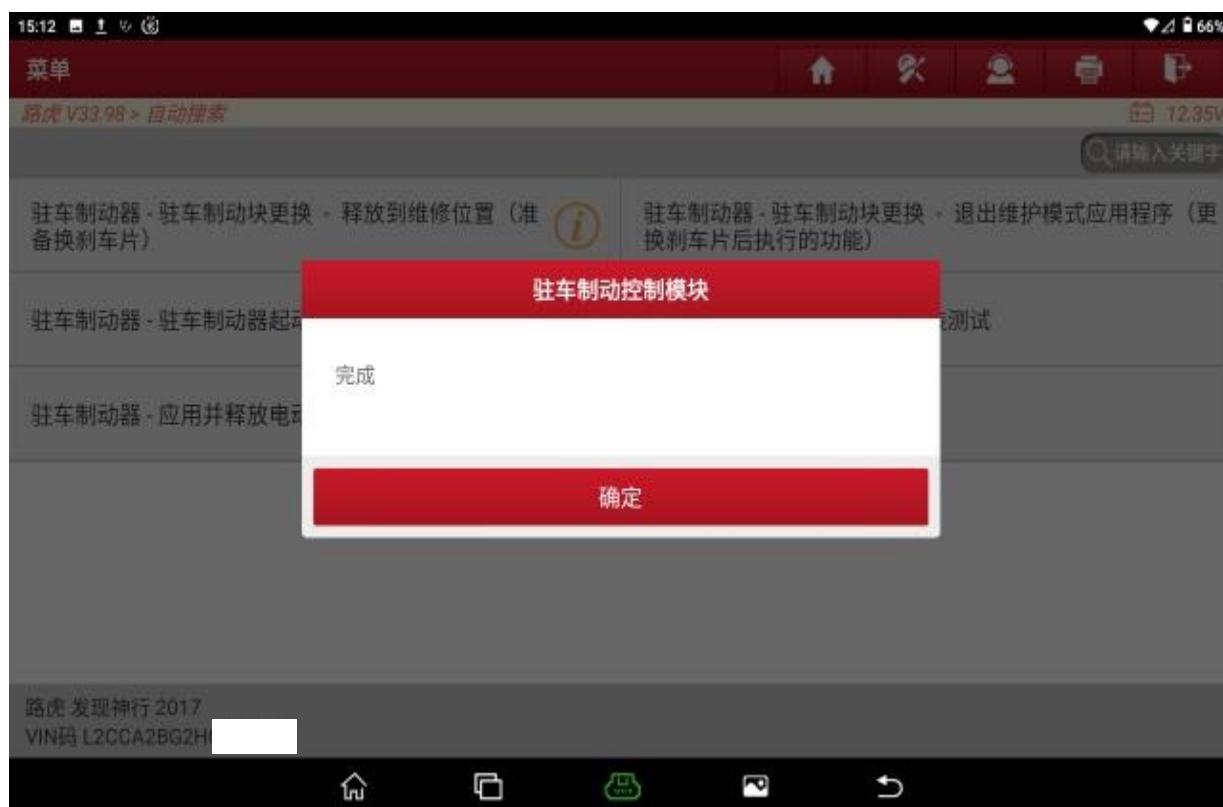 15:12
66%
菜单
路虎 V33.98 > 自动搜索
12.35V
请输入关键字
驻车制动器 - 驻车制动块更换 - 释放到维修位置（准
备换刹车片）
驻车制动器 - 驻车制动块更换 - 退出维护模式应用程序（更
换刹车片后执行的功能）
驻车制动控制模块
驻车制动器 - 驻车制动器起
测试
完成
驻车制动器 - 应用并释放电
确定
路虎 发现神行 2017
VIN码 L2CCA2BG2H